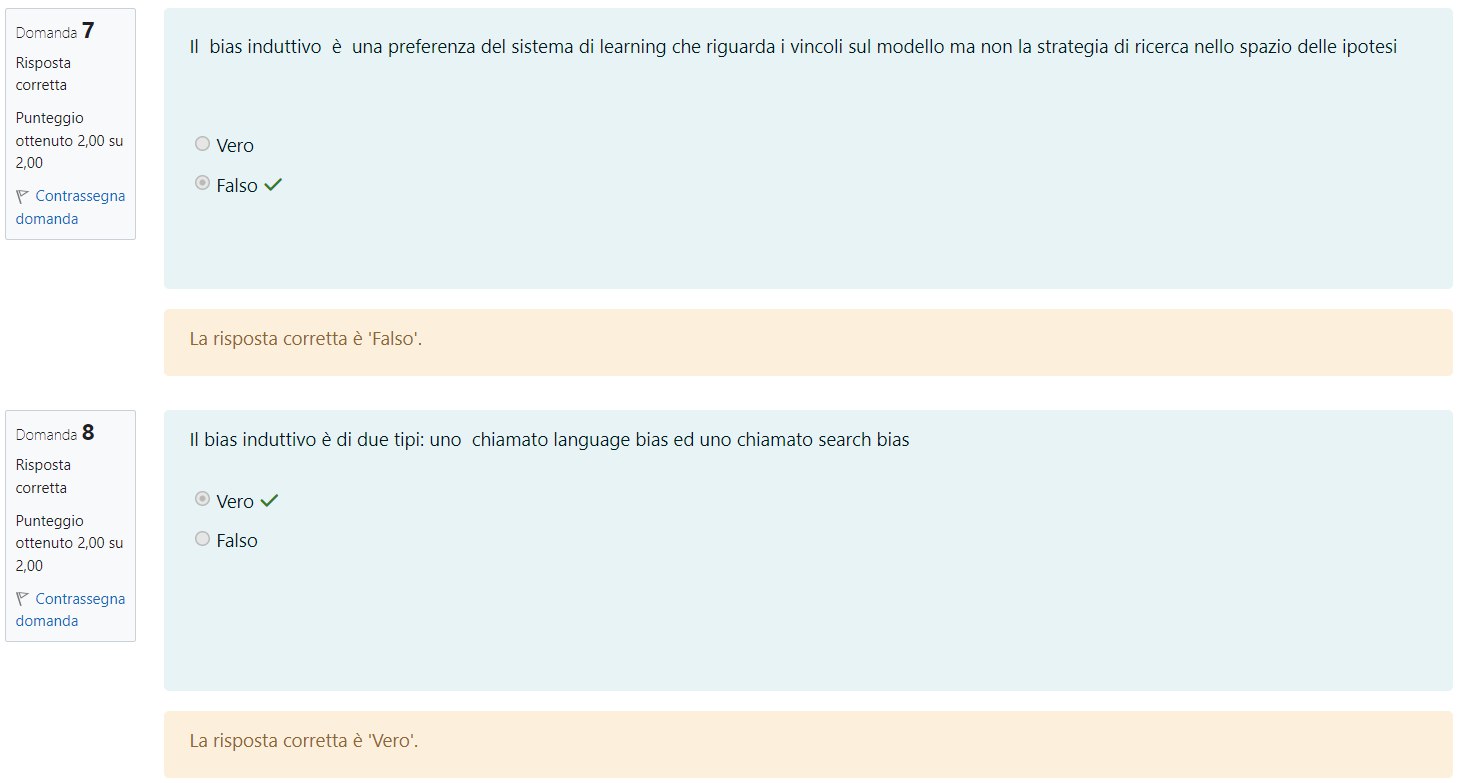 Domanda 7
Risposta
corretta
Punteggio
ottenuto 2,00 su
2,00
Contrassegna
domanda
Il bias induttivo è una preferenza del sistema di learning che riguarda i vincoli sul modello ma non la strategia di ricerca nello spazio delle ipotesi
Vero
Falso
La risposta corretta è 'Falso'.
Domanda 8
Risposta
corretta
Punteggio
ottenuto 2,00 su
2,00
Contrassegna
domanda
Il bias induttivo è di due tipi: uno chiamato language bias ed uno chiamato search bias
Vero
Falso
La risposta corretta è 'Vero'.